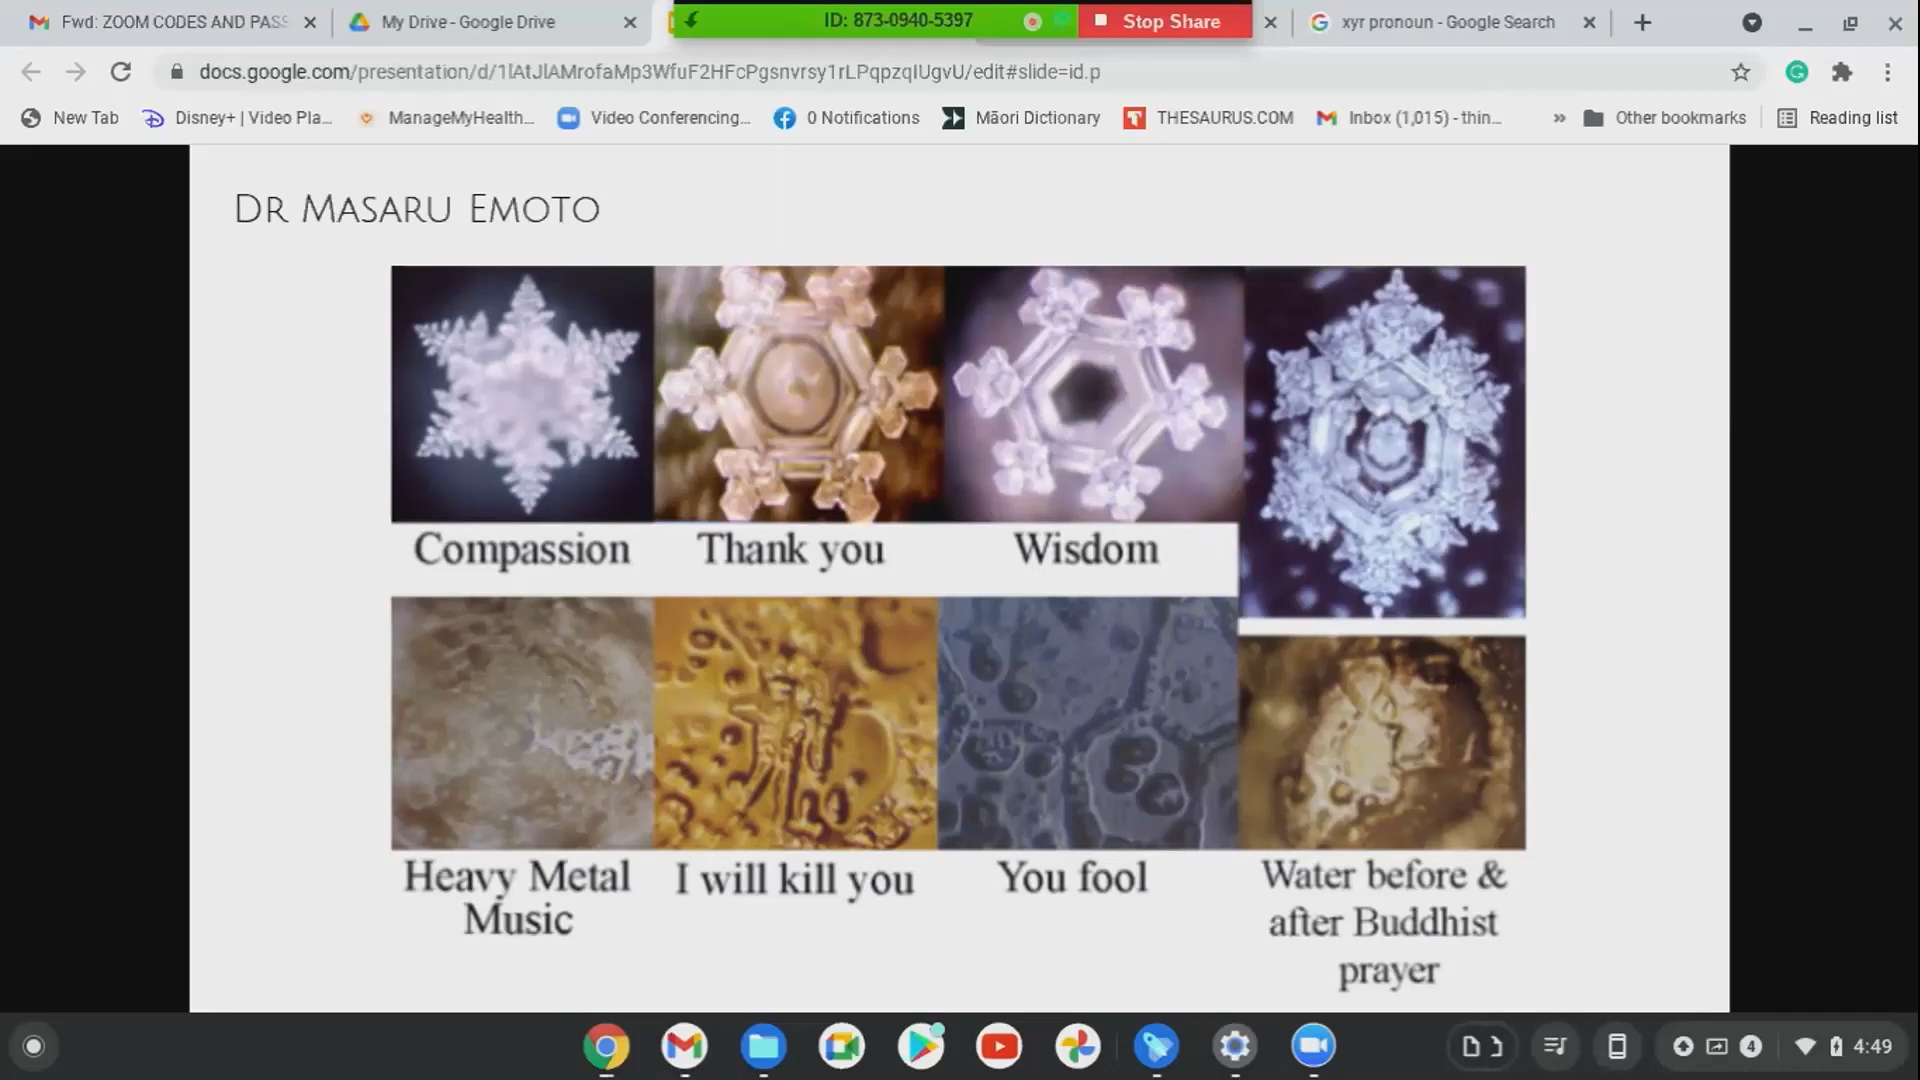 Fwd: ZOOM CODES AND PAS
My Drive - Google Drive
ID: 873-0940-5397
Stop Share
xyr pronoun - Google Search
docs.google.com/presentation/d/1lAtJlAMrofaMp3WfuF2HFcPgsnvrsy1rLPqpzqIUgvU/edit#slide=id.p
New Tab
Disney+ | Video Pla...
ManageMyHealth...
Video Conferencing...
0 Notifications
Māori Dictionary
THESAURUS.COM
Inbox (1,015) - thin...
Other bookmarks
Reading list
DR MASARU EMOTO
Compassion
Thank you
Wisdom
Heavy Metal
Music
I will kill you
You fool
Water before &
after Buddhist
prayer
4
4:49